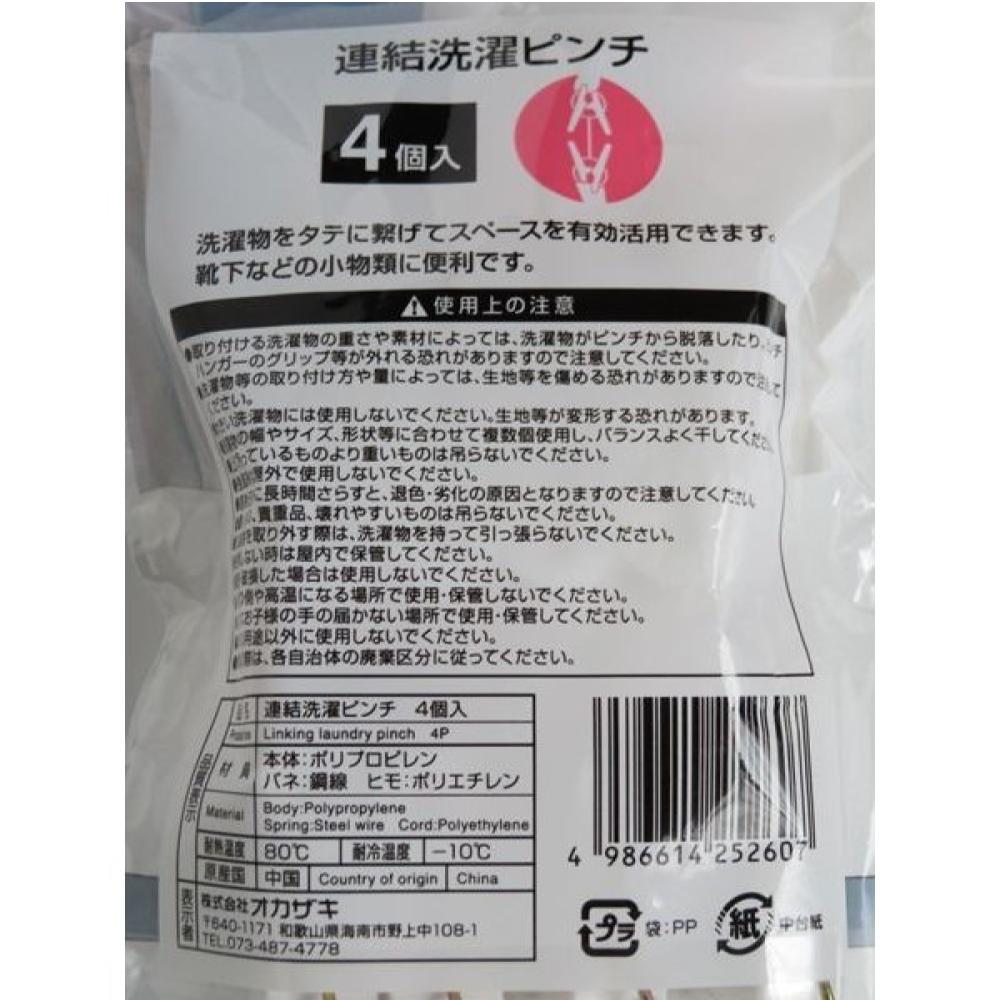 連結洗濯ピンチ
4個入
洗濯物をタテに繋げてスペースを有効活用できます。
靴下などの小物類に便利です。
使用上の注意
●取り付ける洗濯物の重さや素材によっては、洗濯物がピンチから脱落したり、
ハンガーのグリップ等が外れる恐れがありますので注意してください。
●洗濯物等の取り付け方や量によっては、生地等を傷める恐れがありますので注
ください。
洗濯物には使用しないでください。生地等が変形する恐れがあります。
の幅やサイズ、形状等に合わせて複数個使用し、バランスよく干してください。
っているものより重いものは吊らないでください。
屋外で使用しないでください。
に長時間さらすと、退色・劣化の原因となりますので注意してください。
、貴重品、壊れやすいものは吊らないでください。
を取り外す際は、洗濯物を持って引っ張らないでください。
ない時は屋内で保管してください。
破損した場合は使用しないでください。
や高温になる場所で使用・保管しないでください。
お子様の手の届かない場所で使用・保管してください。
用途以外に使用しないでください。
際は、各自治体の廃棄区分に従ってください。
品質表示
連結洗濯ピンチ 4個入
Linking laundry pinch 4P
材質
本体:ポリプロピレン
バネ:鋼線 ヒモ:ポリエチレン
Material
Body:Polypropylene
Spring:Steel wire Cord:Polyethylene
耐熱温度 80℃ 耐冷温度 −10℃
原産国 中国 Country of origin China
表示者
株式会社オカザキ
〒640-1171 和歌山県海南市野上中108-1
TEL.073-487-4778
4 986614 252607
プラ 袋:PP
紙 中台紙